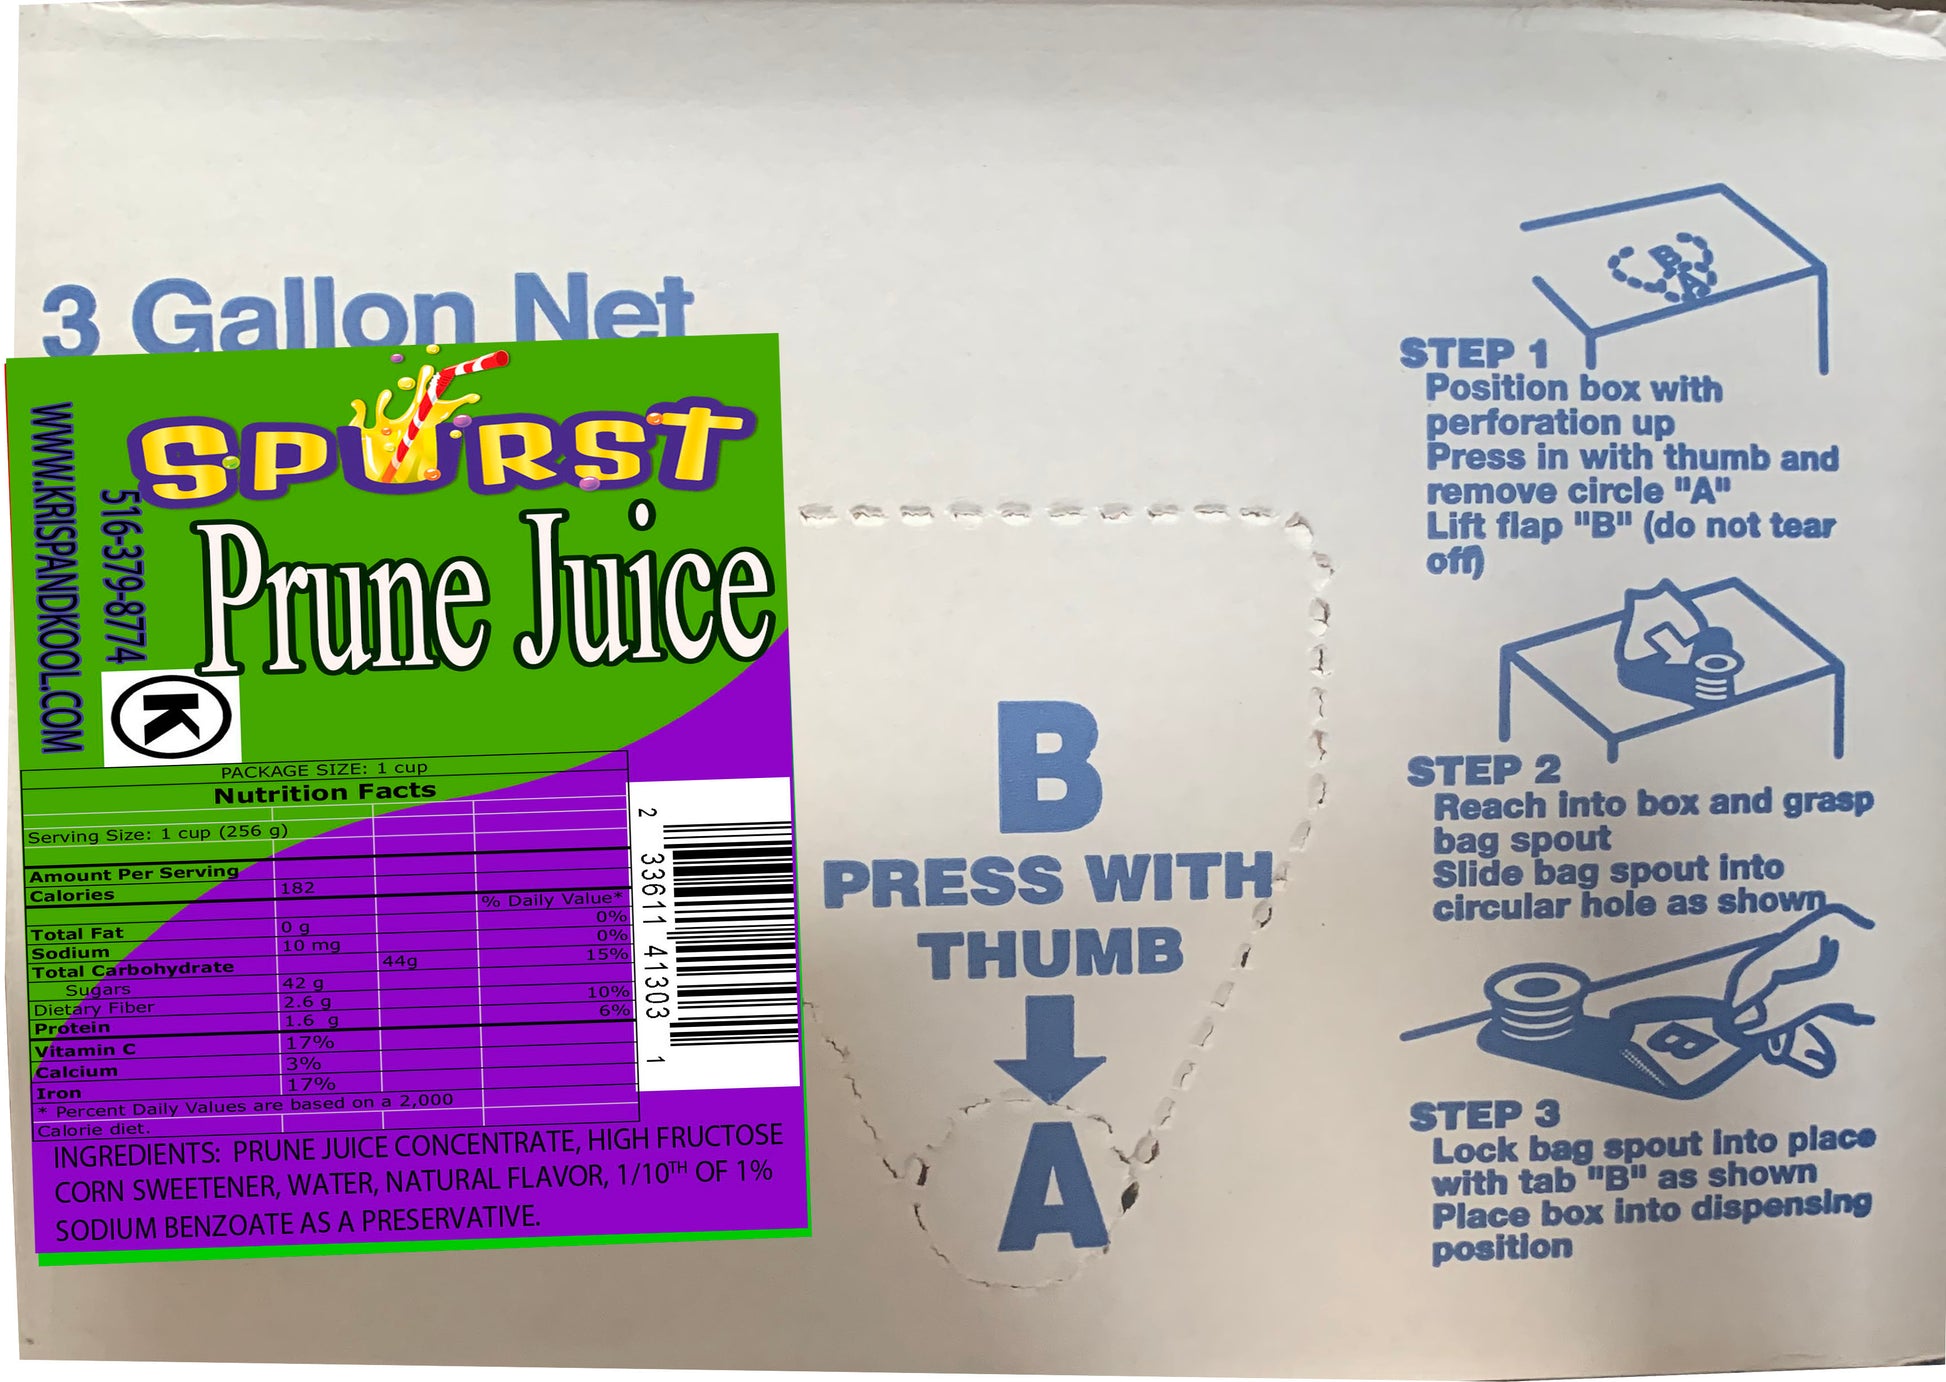 3 Gallon Net
SPURST
Prune Juice
WWW.KRISPANDKOOL.COM
516-379-8774
K
PACKAGE SIZE: 1 cup
Nutrition Facts
Serving Size: 1 cup (256 g)
Amount Per Serving
Calories 182
% Daily Value*
Total Fat 0 g 0%
Sodium 10 mg 0%
Total Carbohydrate 44g 15%
Sugars 42 g
Dietary Fiber 2.6 g 10%
Protein 1.6 g 6%
Vitamin C 17%
Calcium 3%
Iron 17%
* Percent Daily Values are based on a 2,000
Calorie diet.
2 33611 41303 1
INGREDIENTS: PRUNE JUICE CONCENTRATE, HIGH FRUCTOSE
CORN SWEETENER, WATER, NATURAL FLAVOR, 1/10TH OF 1%
SODIUM BENZOATE AS A PRESERVATIVE.
B
PRESS WITH
THUMB
A
B
A
STEP 1
Position box with
perforation up
Press in with thumb and
remove circle "A"
Lift flap "B" (do not tear
off)
STEP 2
Reach into box and grasp
bag spout
Slide bag spout into
circular hole as shown
B
STEP 3
Lock bag spout into place
with tab "B" as shown
Place box into dispensing
position